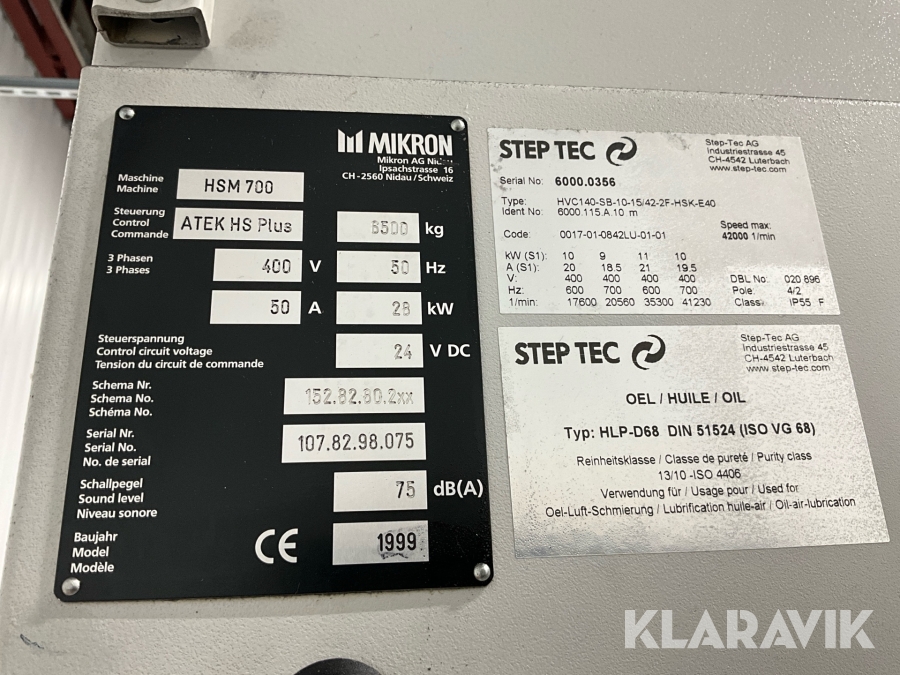 MIKRON
Mikron AG Nidau
Ipsachstrasse 16
CH-2560 Nidau/Schweiz
Maschine
Machine
HSM 700
Steuerung
Control
Commande
ATEK HS Plus
6500 kg
3 Phasen
3 Phases
400 V
50 Hz
50 A
28 kW
Steuerspannung
Control circuit voltage
Tension du circuit de commande
24 V DC
Schema Nr.
Schema No.
Schéma No.
152.82.80.2xx
Serial Nr.
Serial No.
No. de serial
107.82.98.075
Schallpegel
Sound level
Niveau sonore
75 dB(A)
Baujahr
Model
Modèle
CE
1999
STEP TEC
Step-Tec AG
Industriestrasse 45
CH-4542 Luterbach
www.step-tec.com
Serial No: 6000.0356
Type: HVC140-SB-10-15/42-2F-HSK-E40
Ident No: 6000.115.A.10 m
Code: 0017-01-0842LU-01-01
Speed max:
42000 1/min
kW (S1): 10 9 11 10
A (S1): 20 18.5 21 19.5
V: 400 400 400 400
Hz: 600 700 600 700
1/min: 17600 20560 35300 41230
DBL No: 020 896
Pole: 4/2
Class: IP55 F
STEP TEC
Step-Tec AG
Industriestrasse 45
CH-4542 Luterbach
www.step-tec.com
OEL / HUILE / OIL
Typ: HLP-D68 DIN 51524 (ISO VG 68)
Reinheitsklasse / Classe de pureté / Purity class
13/10 -ISO 4406
Verwendung für / Usage pour / Used for
Oel-Luft-Schmierung / Lubrification huile-air / Oil-air-lubrication
KLARAVIK